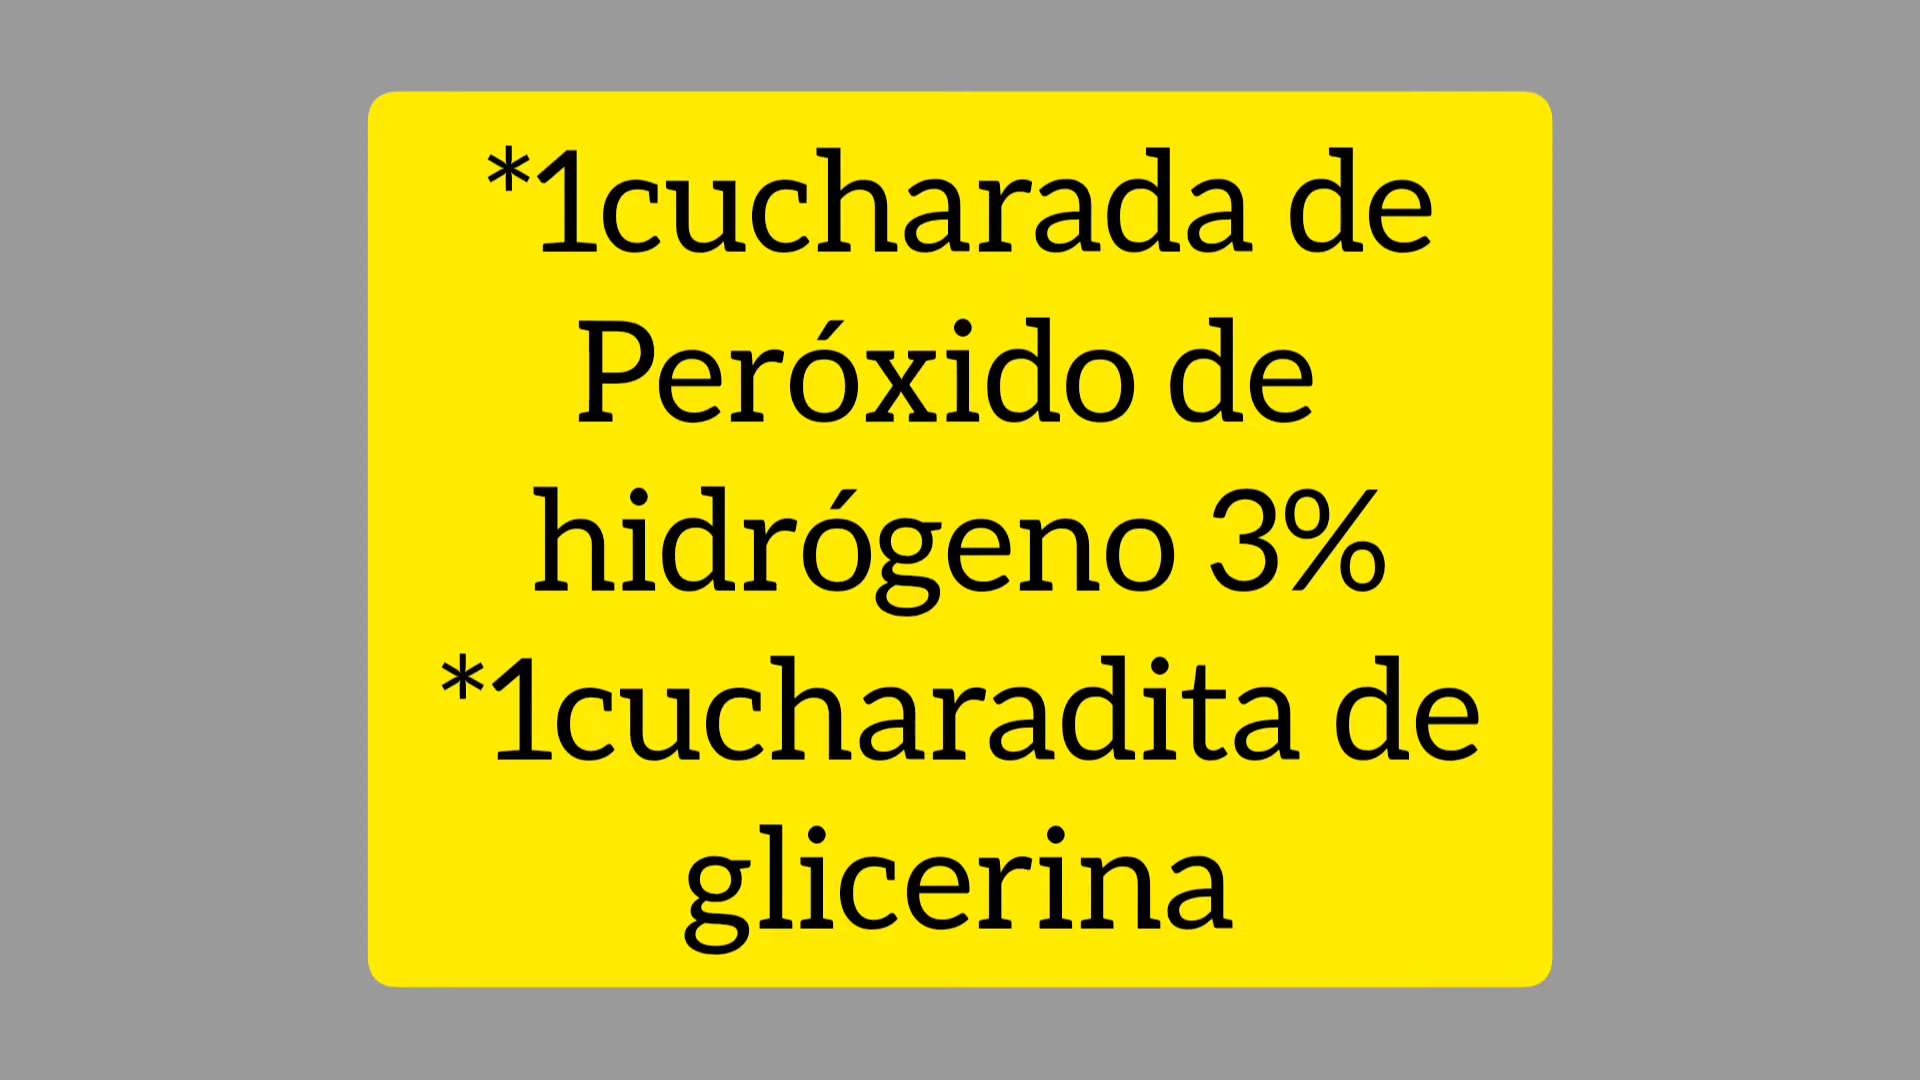 *1cucharada de
Peróxido de
hidrógeno 3%
*1cucharadita de
glicerina